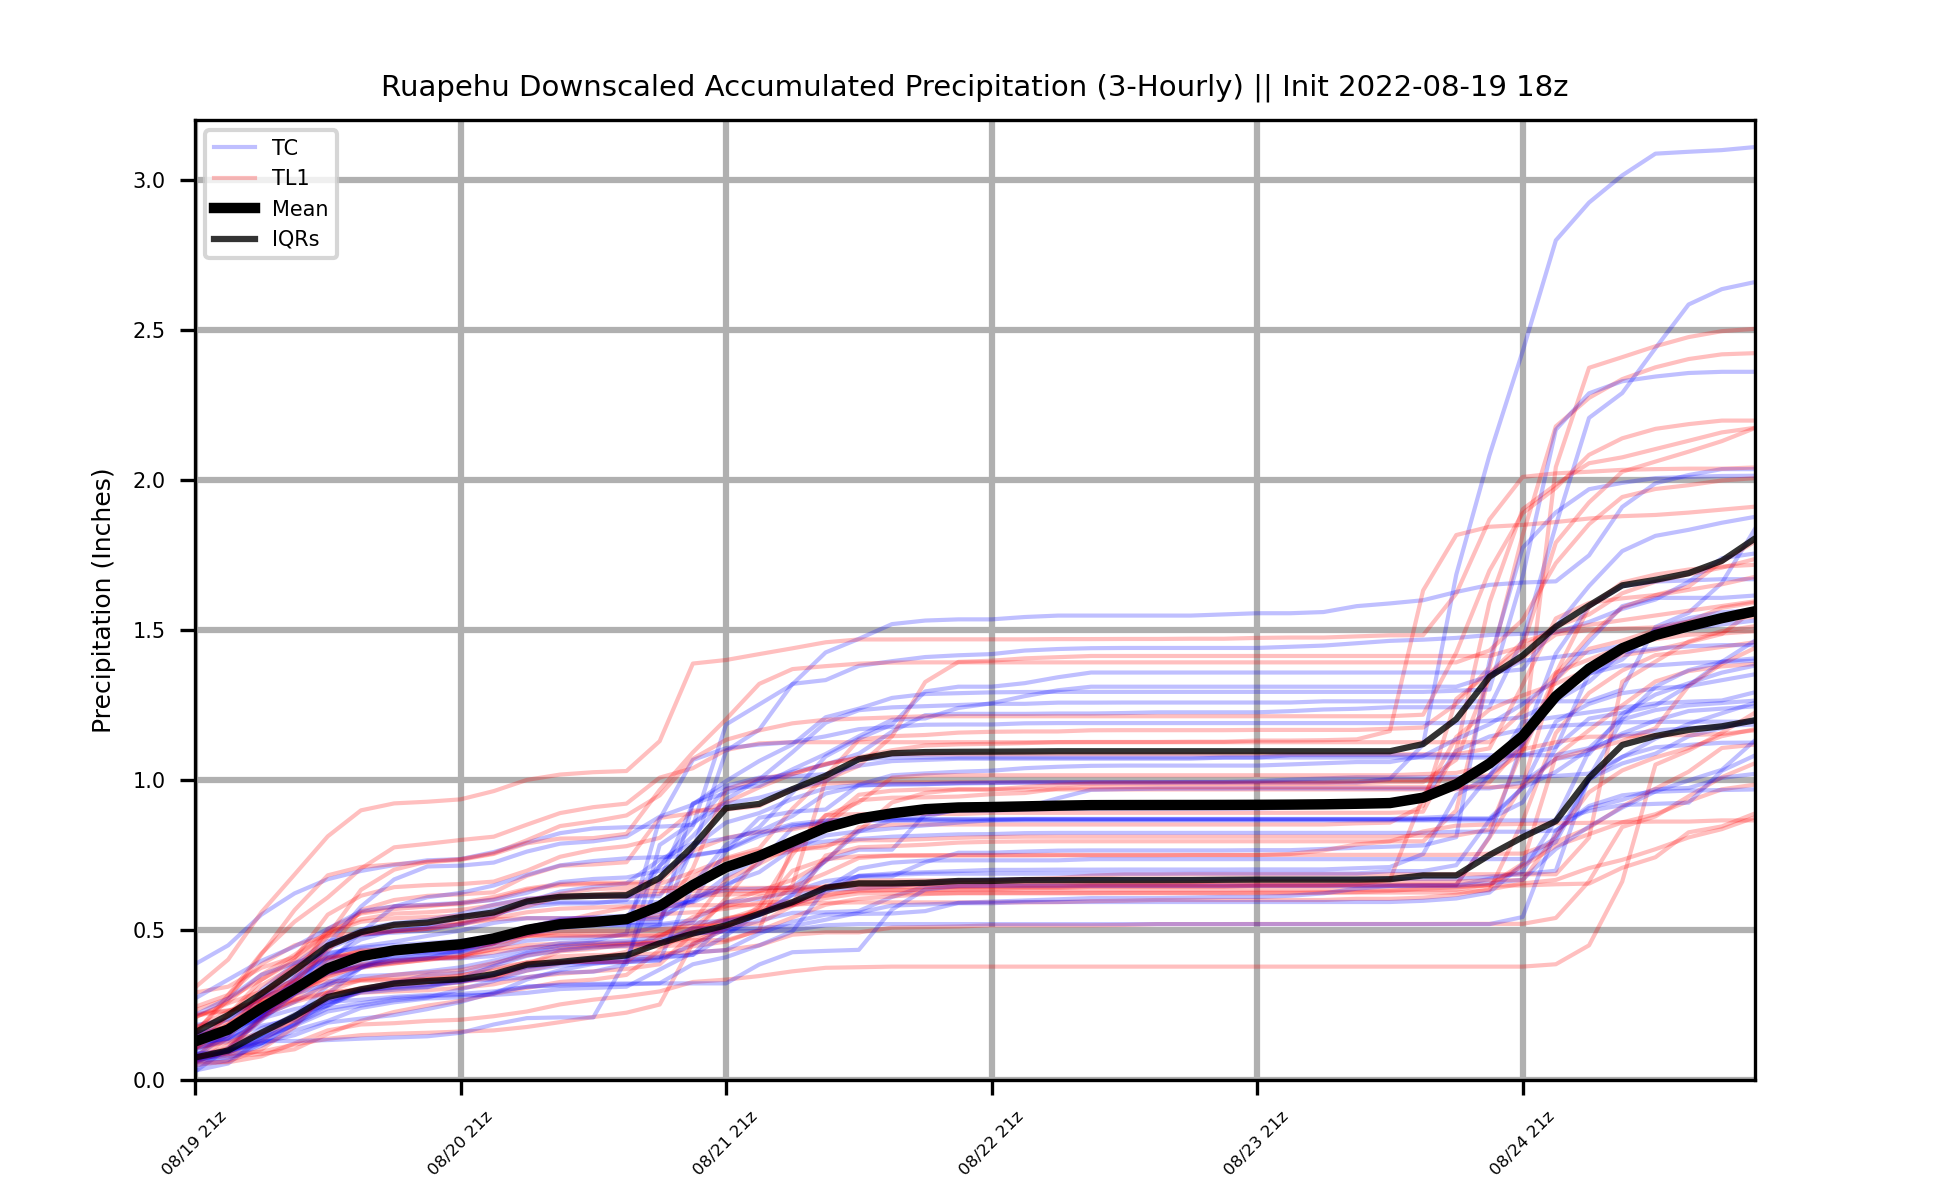 Ruapehu Downscaled Accumulated Precipitation (3-Hourly) || Init 2022-08-19 18z
TC
TL1
Mean
IQRs
Precipitation (Inches)
3.0
2.5
2.0
1.5
1.0
0.5
0.0
08/19 21z
08/20 21z
08/21 21z
08/22 21z
08/23 21z
08/24 21z